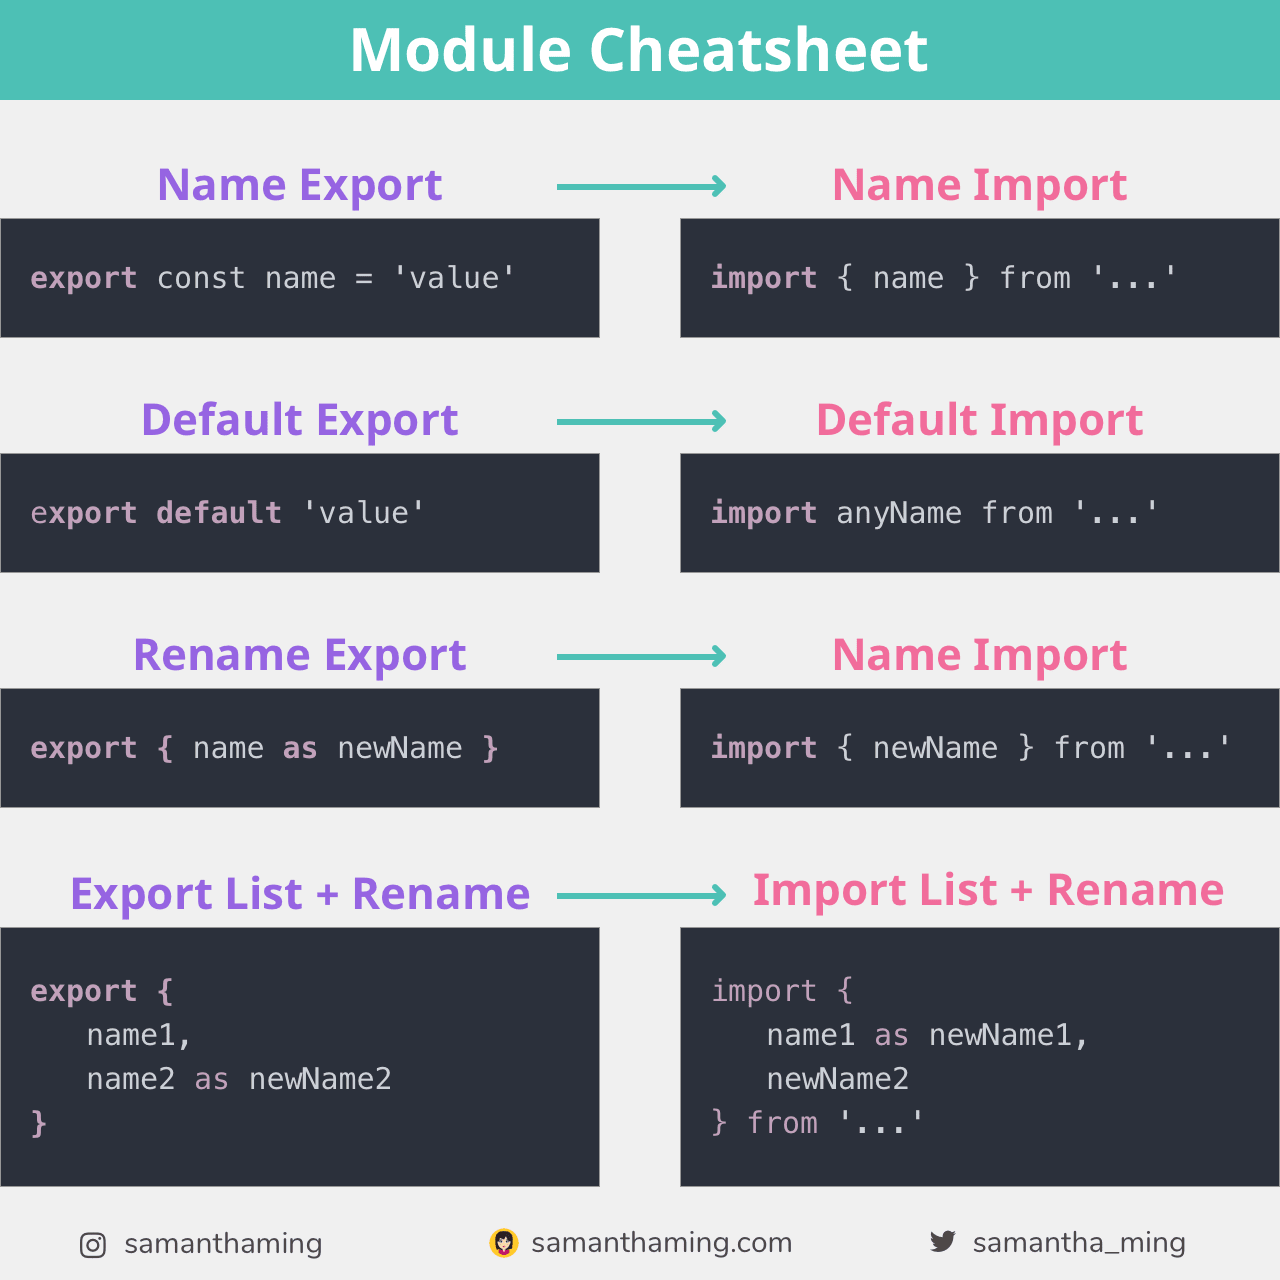 Module Cheatsheet
Name Export
Name Import
export const name = 'value'
import { name } from '...'
Default Export
Default Import
export default 'value'
import anyName from '...'
Rename Export
Name Import
export { name as newName }
import { newName } from '...'
Export List + Rename
Import List + Rename
export {
name1,
name2 as newName2
}
import {
name1 as newName1,
newName2
} from '...'
samanthaming
samanthaming.com
samantha_ming